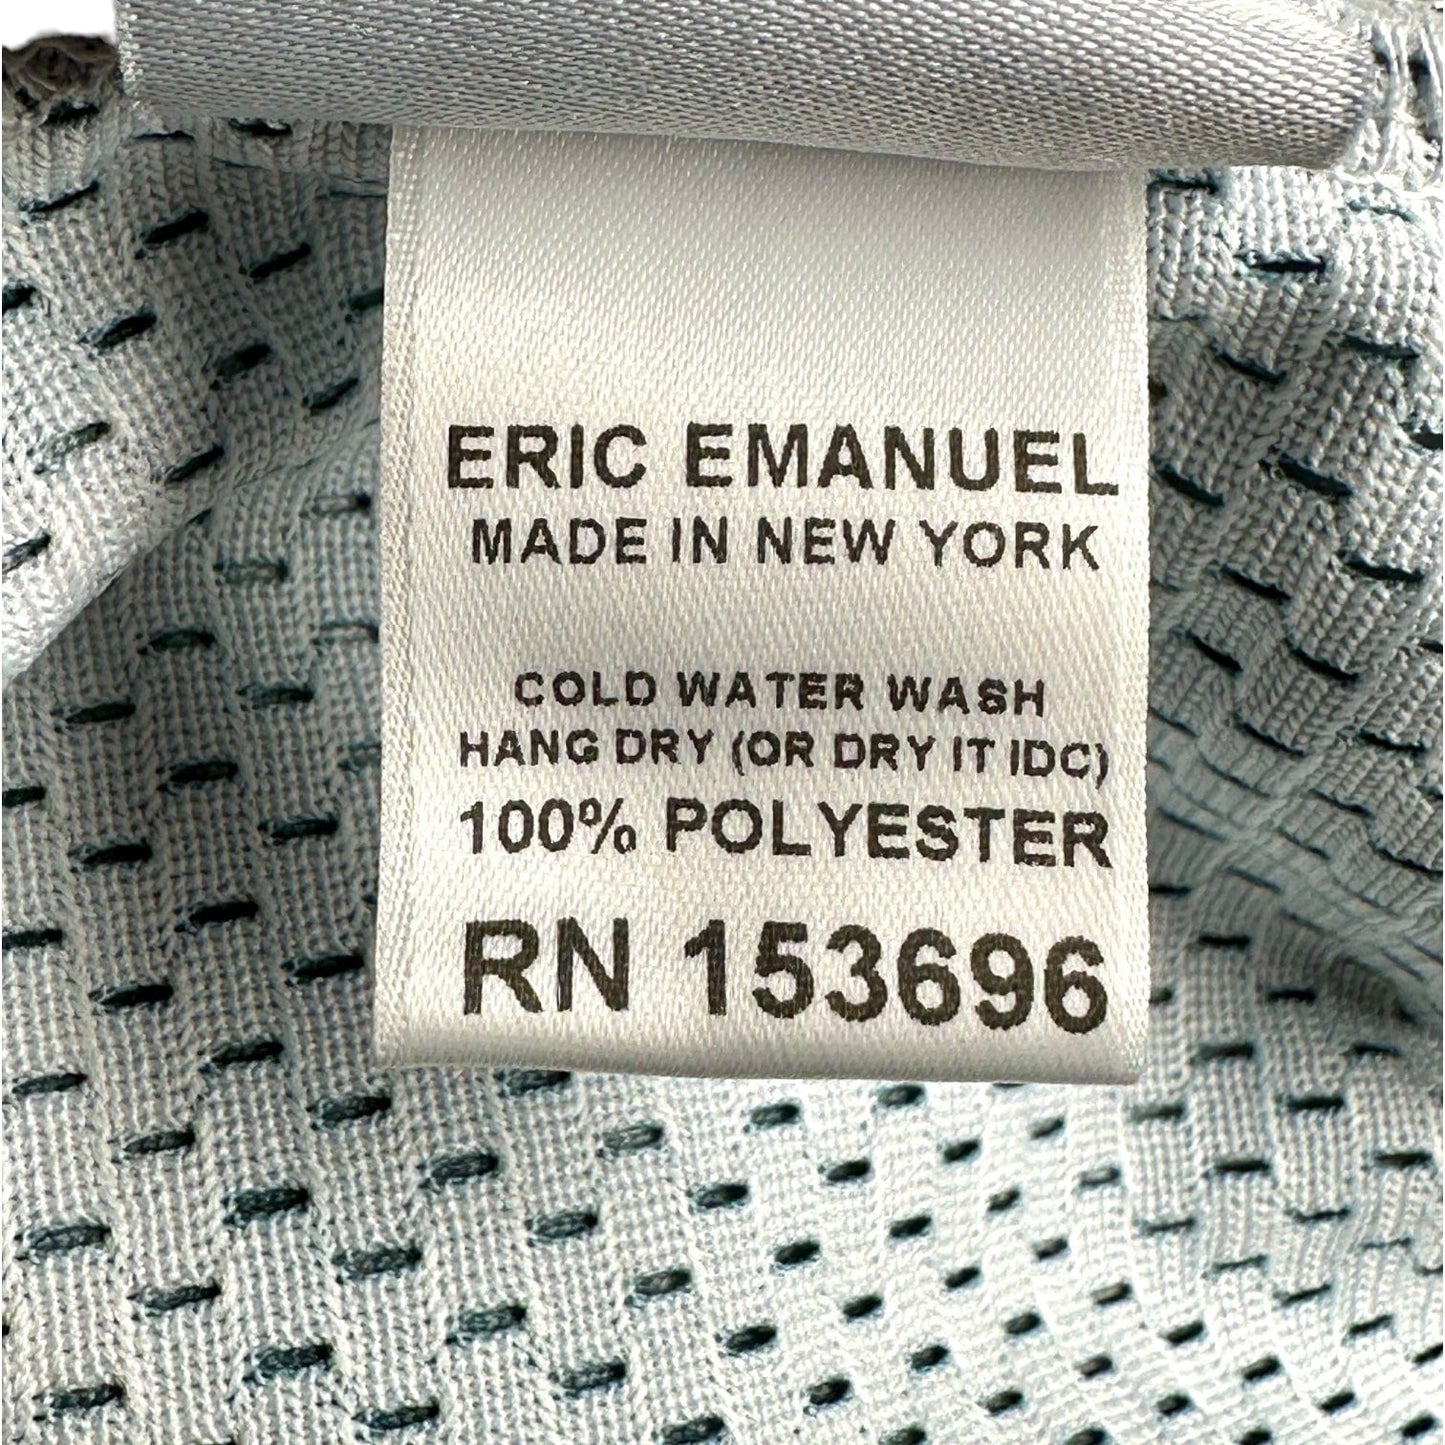 ERIC EMANUEL
MADE IN NEW YORK
COLD WATER WASH
HANG DRY (OR DRY IT IDC)
100% POLYESTER
RN 153696